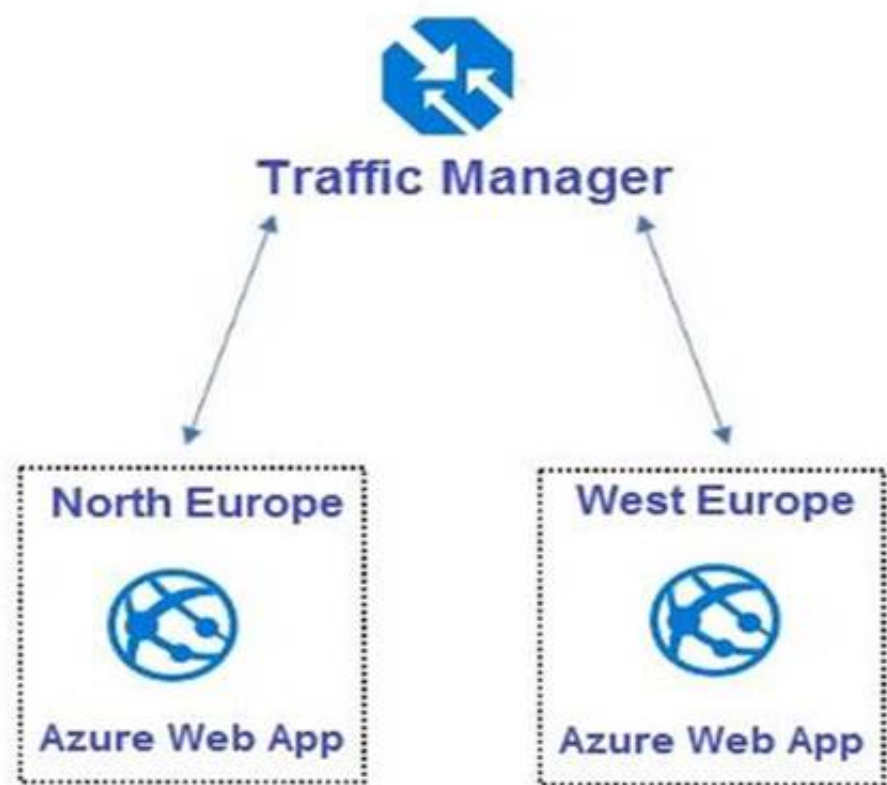 Traffic Manager
North Europe
Azure Web App
West Europe
Azure Web App